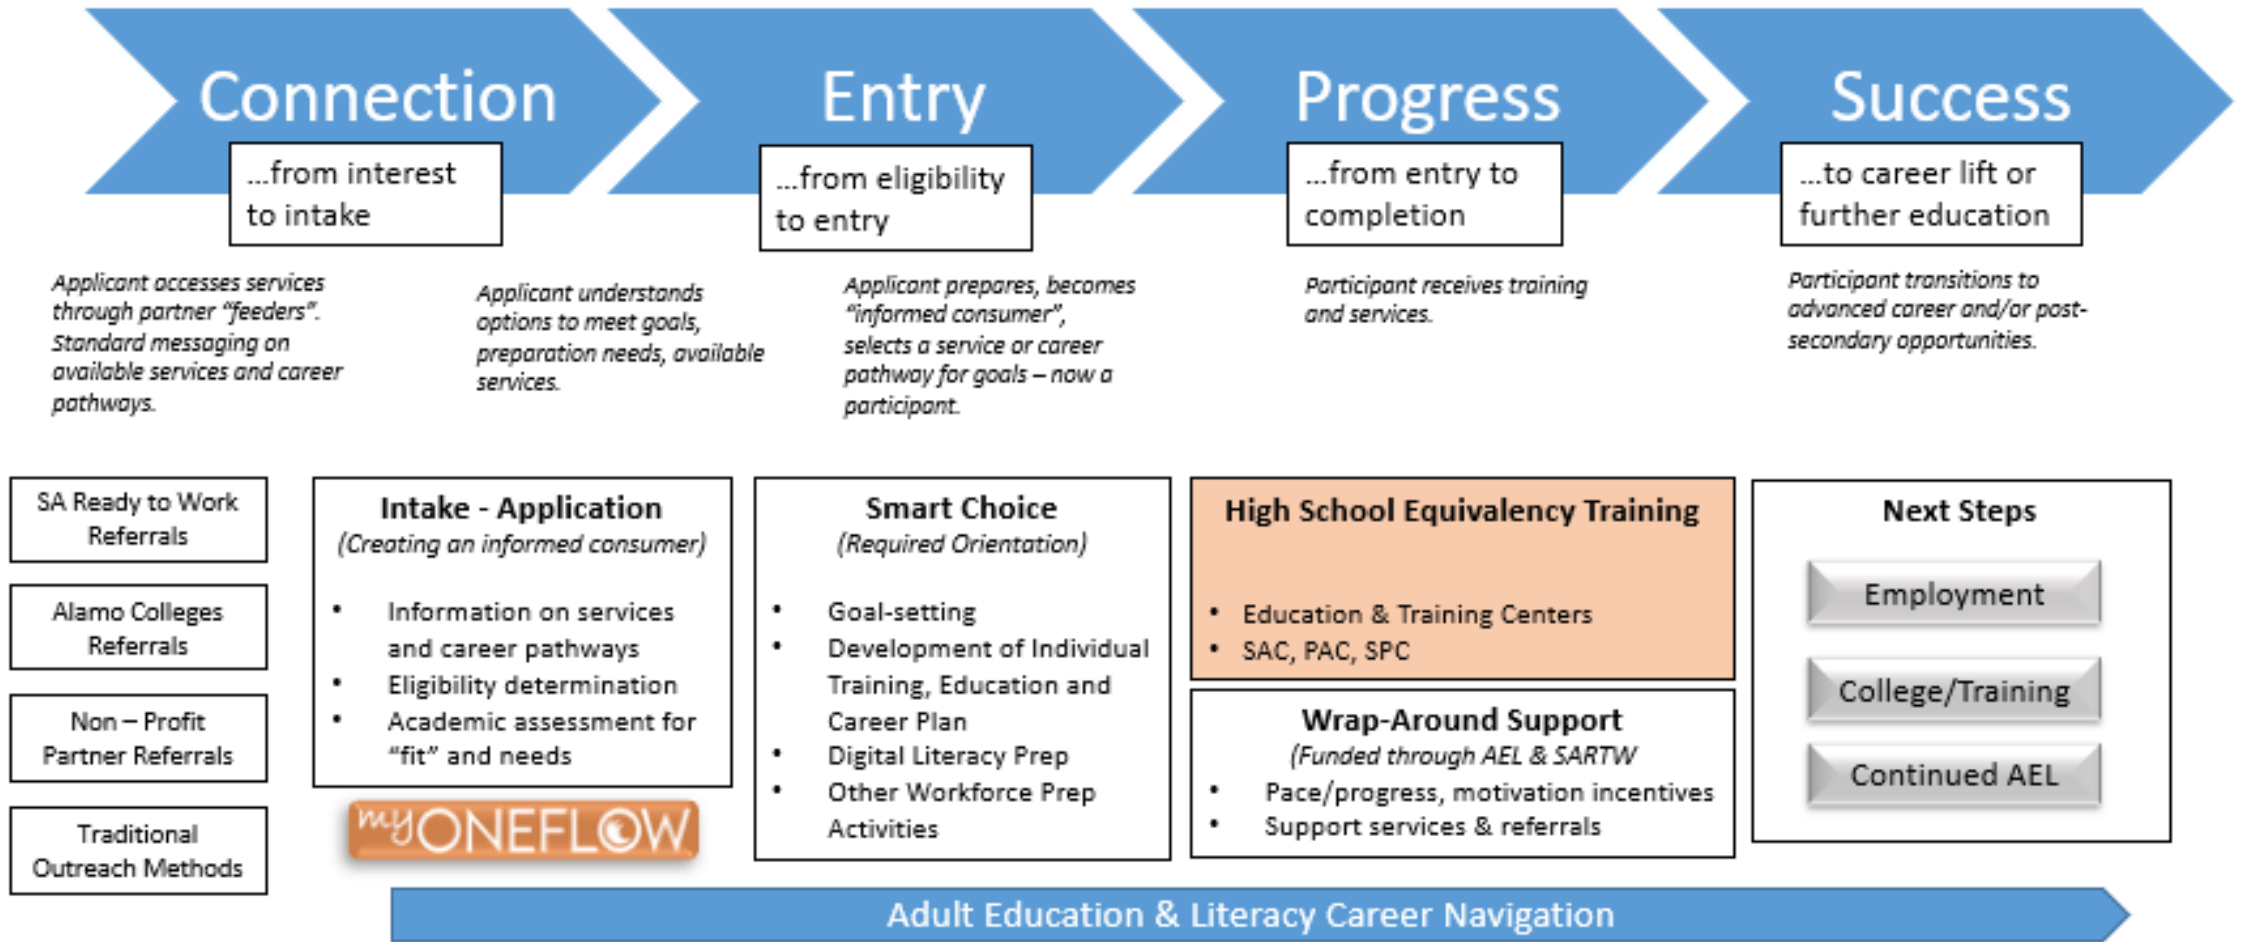 Connection
Entry
Progress
Success
...from interest
to intake
...from eligibility
to entry
...from entry to
completion
...to career lift or
further education
Applicant accesses services
through partner “feeders”.
Standard messaging on
available services and career
pathways.
Applicant understands
options to meet goals,
preparation needs, available
services.
Applicant prepares, becomes
“informed consumer”,
selects a service or career
pathway for goals – now a
participant.
Participant receives training
and services.
Participant transitions to
advanced career and/or post-
secondary opportunities.
SA Ready to Work
Referrals
Alamo Colleges
Referrals
Non – Profit
Partner Referrals
Traditional
Outreach Methods
Intake - Application
(Creating an informed consumer)
• Information on services
and career pathways
• Eligibility determination
• Academic assessment for
“fit” and needs
myONEFLOW
Smart Choice
(Required Orientation)
• Goal-setting
• Development of Individual
Training, Education and
Career Plan
• Digital Literacy Prep
• Other Workforce Prep
Activities
High School Equivalency Training
• Education & Training Centers
• SAC, PAC, SPC
Wrap-Around Support
(Funded through AEL & SARTW
• Pace/progress, motivation incentives
• Support services & referrals
Next Steps
Employment
College/Training
Continued AEL
Adult Education & Literacy Career Navigation